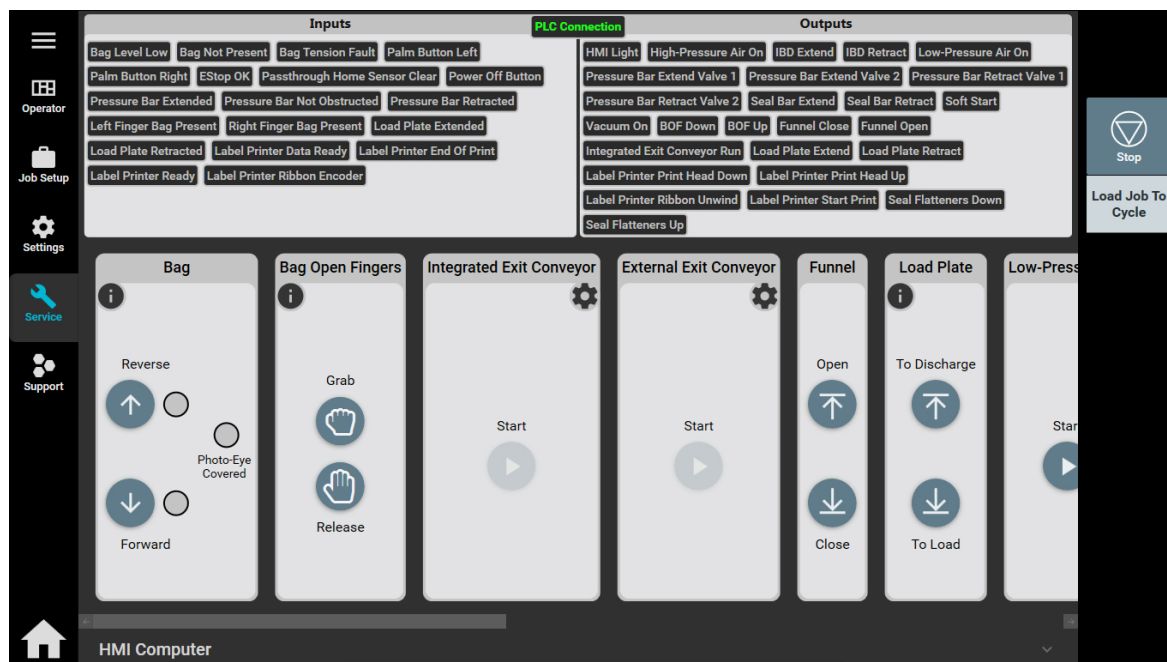 Operator
Job Setup
Settings
Service
Support
Inputs
PLC Connection
Outputs
Bag Level Low Bag Not Present Bag Tension Fault Palm Button Left
Palm Button Right EStop OK Passthrough Home Sensor Clear Power Off Button
Pressure Bar Extended Pressure Bar Not Obstructed Pressure Bar Retracted
Left Finger Bag Present Right Finger Bag Present Load Plate Extended
Load Plate Retracted Label Printer Data Ready Label Printer End Of Print
Label Printer Ready Label Printer Ribbon Encoder
HMI Light High-Pressure Air On IBD Extend IBD Retract Low-Pressure Air On
Pressure Bar Extend Valve 1 Pressure Bar Extend Valve 2 Pressure Bar Retract Valve 1
Pressure Bar Retract Valve 2 Seal Bar Extend Seal Bar Retract Soft Start
Vacuum On BOF Down BOF Up Funnel Close Funnel Open
Integrated Exit Conveyor Run Load Plate Extend Load Plate Retract
Label Printer Print Head Down Label Printer Print Head Up
Label Printer Ribbon Unwind Label Printer Start Print Seal Flatteners Down
Seal Flatteners Up
Stop
Load Job To
Cycle
Bag
Reverse
Photo-Eye
Covered
Forward
Bag Open Fingers
Grab
Release
Integrated Exit Conveyor
Start
External Exit Conveyor
Start
Funnel
Open
Close
Load Plate
To Discharge
To Load
Low-Press
Star
HMI Computer